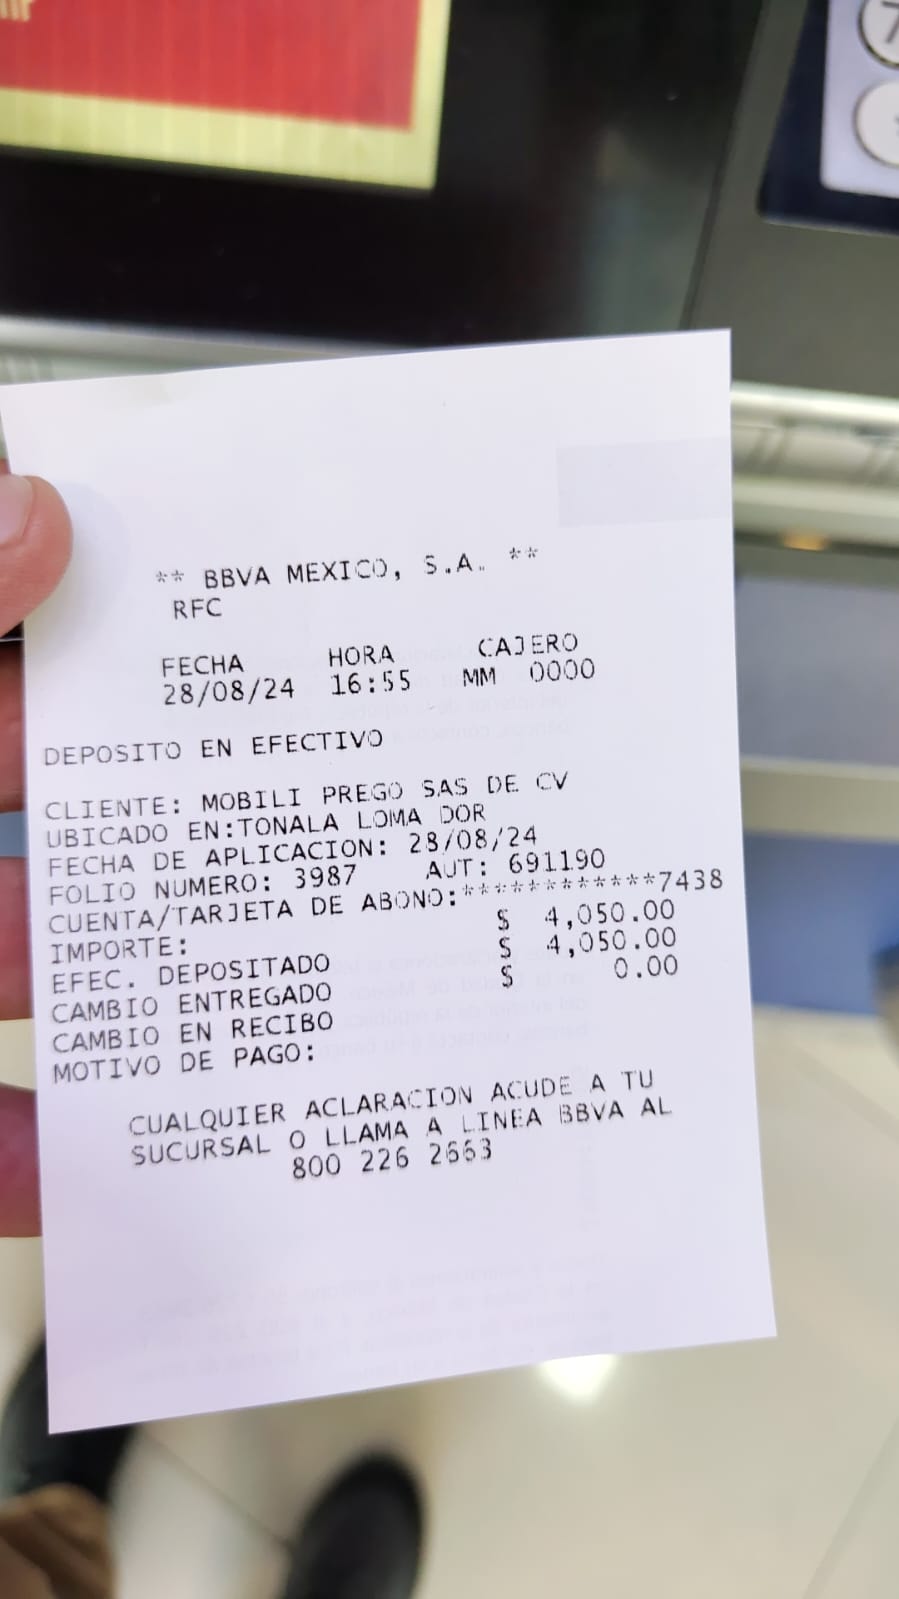 ** BBVA MEXICO, S.A. **
RFC
FECHA HORA CAJERO
28/08/24 16:55 MM 0000
DEPOSITO EN EFECTIVO
CLIENTE: MOBILI PREGO SAS DE CV
UBICADO EN:TONALA LOMA DOR
FECHA DE APLICACION: 28/08/24
FOLIO NUMERO: 3987 AUT: 691190
CUENTA/TARJETA DE ABONO:************7438
IMPORTE: $ 4,050.00
EFEC. DEPOSITADO $ 4,050.00
CAMBIO ENTREGADO $ 0.00
CAMBIO EN RECIBO
MOTIVO DE PAGO:
CUALQUIER ACLARACION ACUDE A TU
SUCURSAL O LLAMA A LINEA BBVA AL
800 226 2663